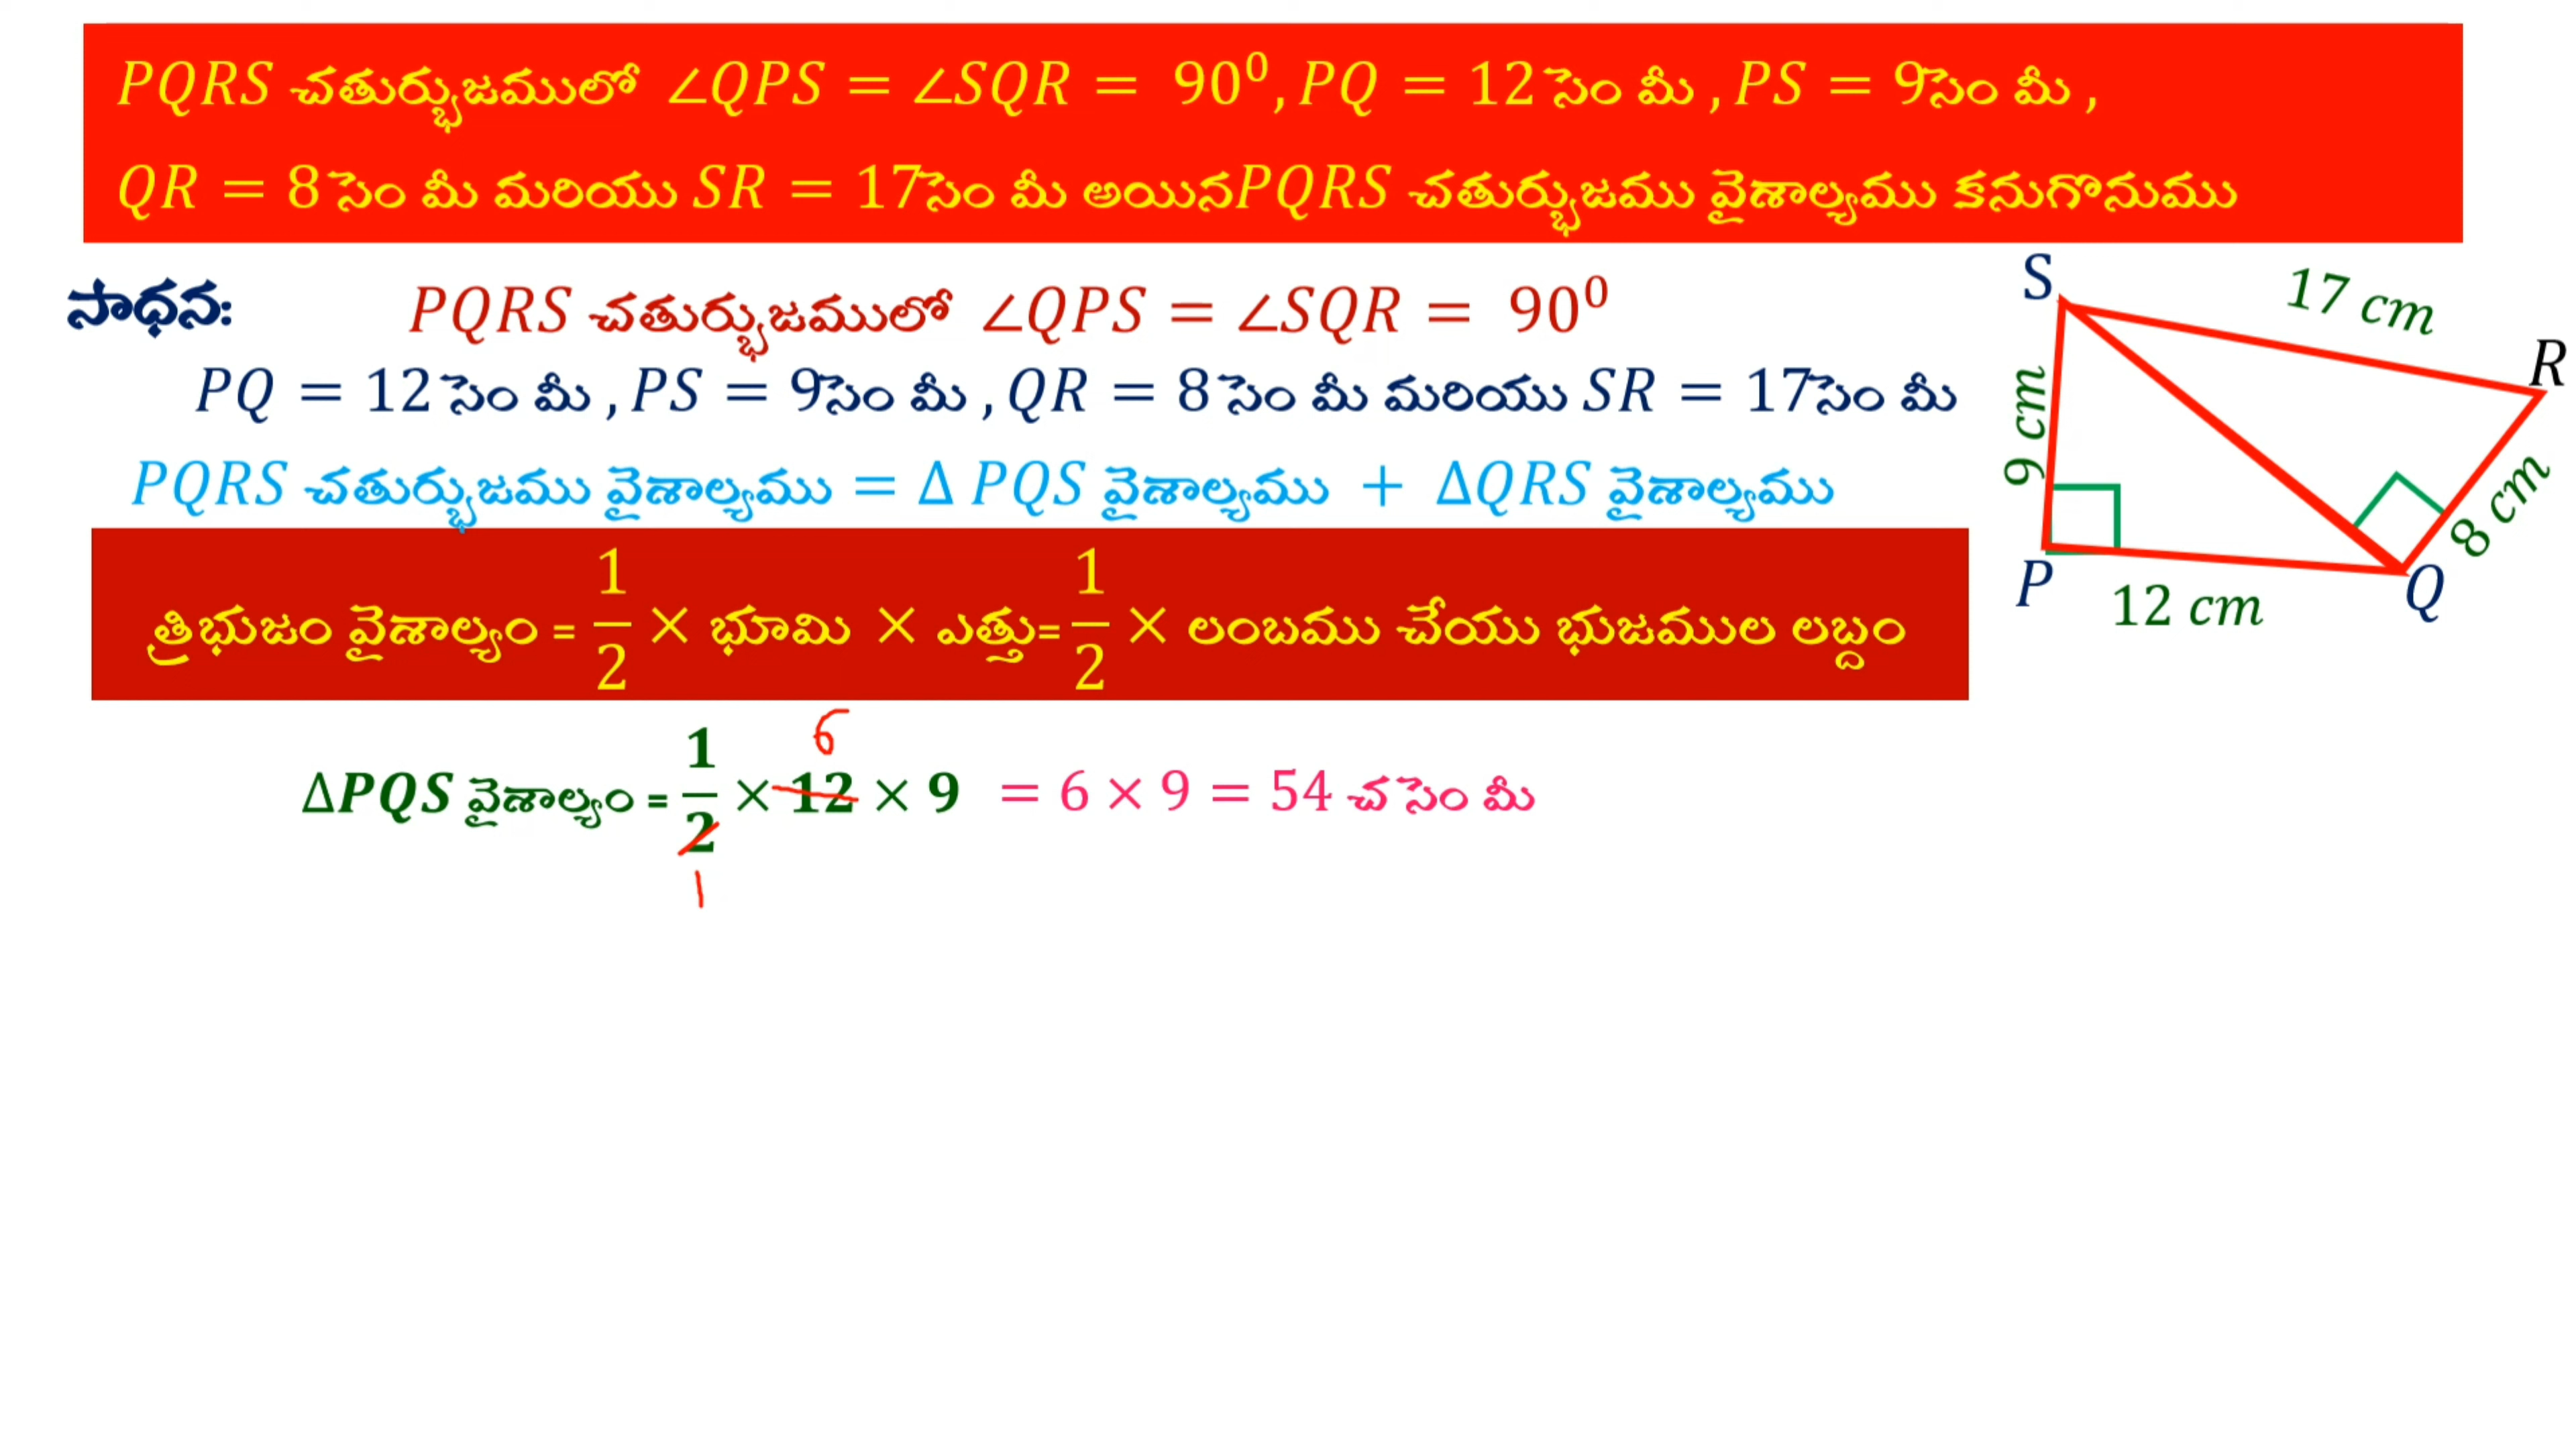 PQRS చతుర్భుజములో ∠QPS = ∠SQR = 90⁰, PQ = 12 సెం మీ , PS = 9సెం మీ ,
QR = 8 సెం మీ మరియు SR = 17సెం మీ అయినPQRS చతుర్భుజము వైశాల్యము కనుగొనుము
సాధన: PQRS చతుర్భుజములో ∠QPS = ∠SQR = 90⁰
PQ = 12 సెం మీ , PS = 9సెం మీ , QR = 8 సెం మీ మరియు SR = 17సెం మీ
PQRS చతుర్భుజము వైశాల్యము = Δ PQS వైశాల్యము + ΔQRS వైశాల్యము
త్రిభుజం వైశాల్యం = 1/2 × భూమి × ఎత్తు= 1/2 × లంబము చేయు భుజముల లబ్దం
6
ΔPQS వైశాల్యం = 1/2 × 12 × 9 = 6 × 9 = 54 చ సెం మీ
1
S
17 cm
R
9 cm
8 cm
P
12 cm
Q